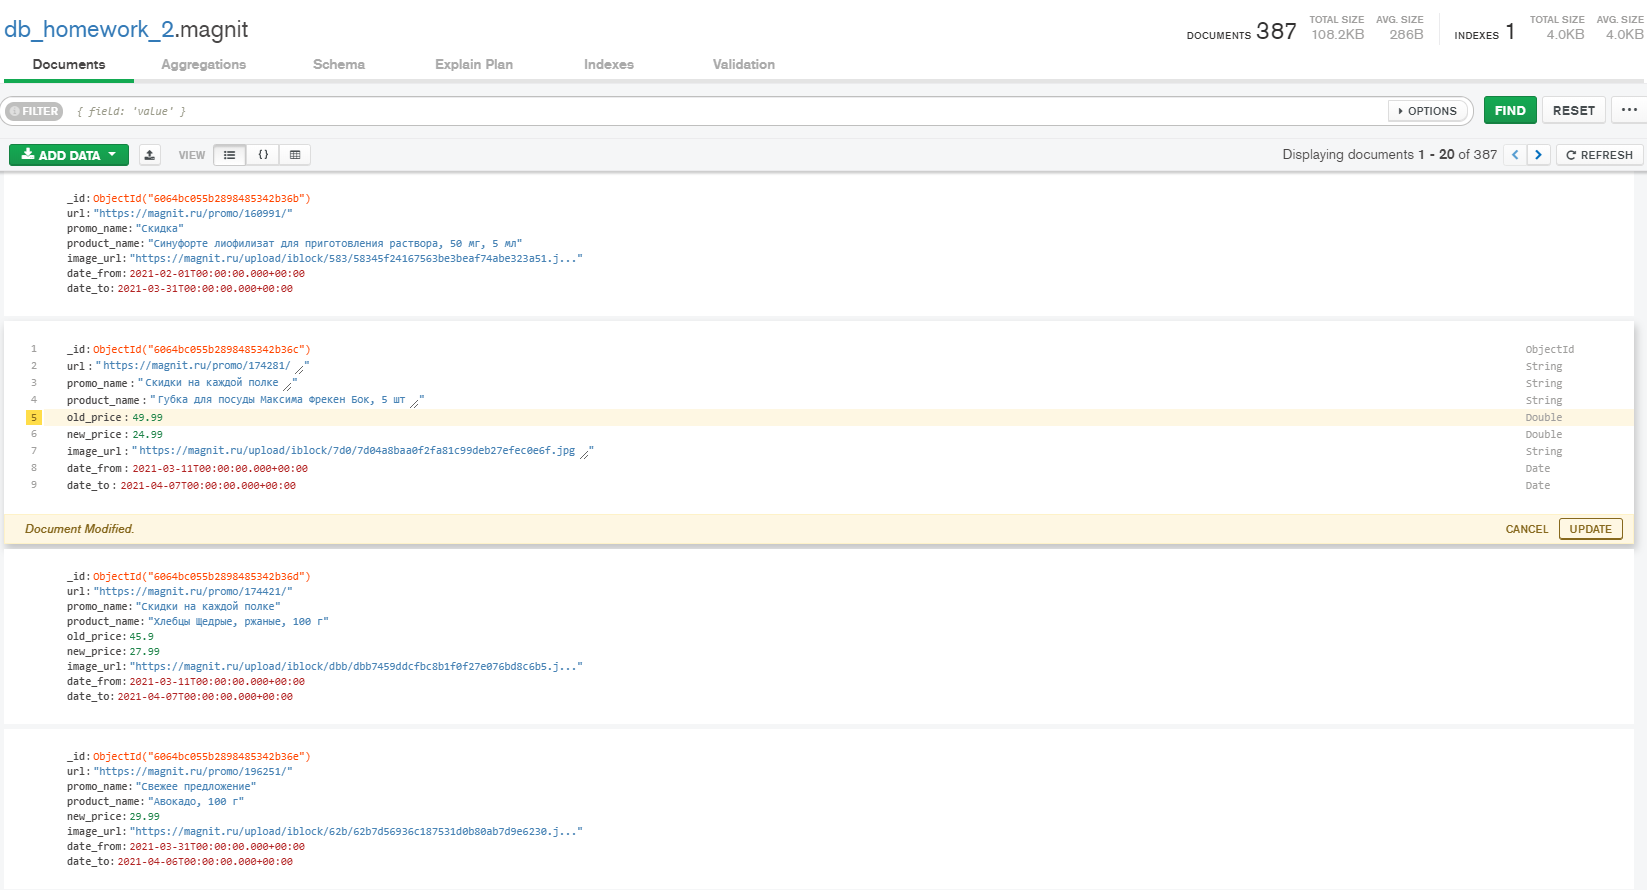 db_homework_2.magnit
DOCUMENTS 387 TOTAL SIZE 108.2KB AVG. SIZE 286B INDEXES 1 TOTAL SIZE 4.0KB AVG. SIZE 4.0KB
Documents Aggregations Schema Explain Plan Indexes Validation
FILTER { field: 'value' } OPTIONS FIND RESET ...
ADD DATA VIEW {} Displaying documents 1 - 20 of 387 < > REFRESH
_id: ObjectId("6064bc055b2898485342b36b")
url: "https://magnit.ru/promo/160991/"
promo_name: "Скидка"
product_name: "Синуфорте лиофилизат для приготовления раствора, 50 мг, 5 мл"
image_url: "https://magnit.ru/upload/iblock/583/58345f24167563be3beaf74abe323a51.j..."
date_from: 2021-02-01T00:00:00.000+00:00
date_to: 2021-03-31T00:00:00.000+00:00
1 _id: ObjectId("6064bc055b2898485342b36c") ObjectId
2 url : "https://magnit.ru/promo/174281/" String
3 promo_name : "Скидки на каждой полке" String
4 product_name : "Губка для посуды Максима Фрекен Бок, 5 шт" String
5 old_price : 49.99 Double
6 new_price : 24.99 Double
7 image_url : "https://magnit.ru/upload/iblock/7d0/7d04a8baa0f2fa81c99deb27efec0e6f.jpg" String
8 date_from : 2021-03-11T00:00:00.000+00:00 Date
9 date_to : 2021-04-07T00:00:00.000+00:00 Date
Document Modified. CANCEL UPDATE
_id: ObjectId("6064bc055b2898485342b36d")
url: "https://magnit.ru/promo/174421/"
promo_name: "Скидки на каждой полке"
product_name: "Хлебцы Щедрые, ржаные, 100 г"
old_price: 45.9
new_price: 27.99
image_url: "https://magnit.ru/upload/iblock/dbb/dbb7459ddcfbc8b1f0f27e076bd8c6b5.j..."
date_from: 2021-03-11T00:00:00.000+00:00
date_to: 2021-04-07T00:00:00.000+00:00
_id: ObjectId("6064bc055b2898485342b36e")
url: "https://magnit.ru/promo/196251/"
promo_name: "Свежее предложение"
product_name: "Авокадо, 100 г"
new_price: 29.99
image_url: "https://magnit.ru/upload/iblock/62b/62b7d56936c187531d0b80ab7d9e6230.j..."
date_from: 2021-03-31T00:00:00.000+00:00
date_to: 2021-04-06T00:00:00.000+00:00